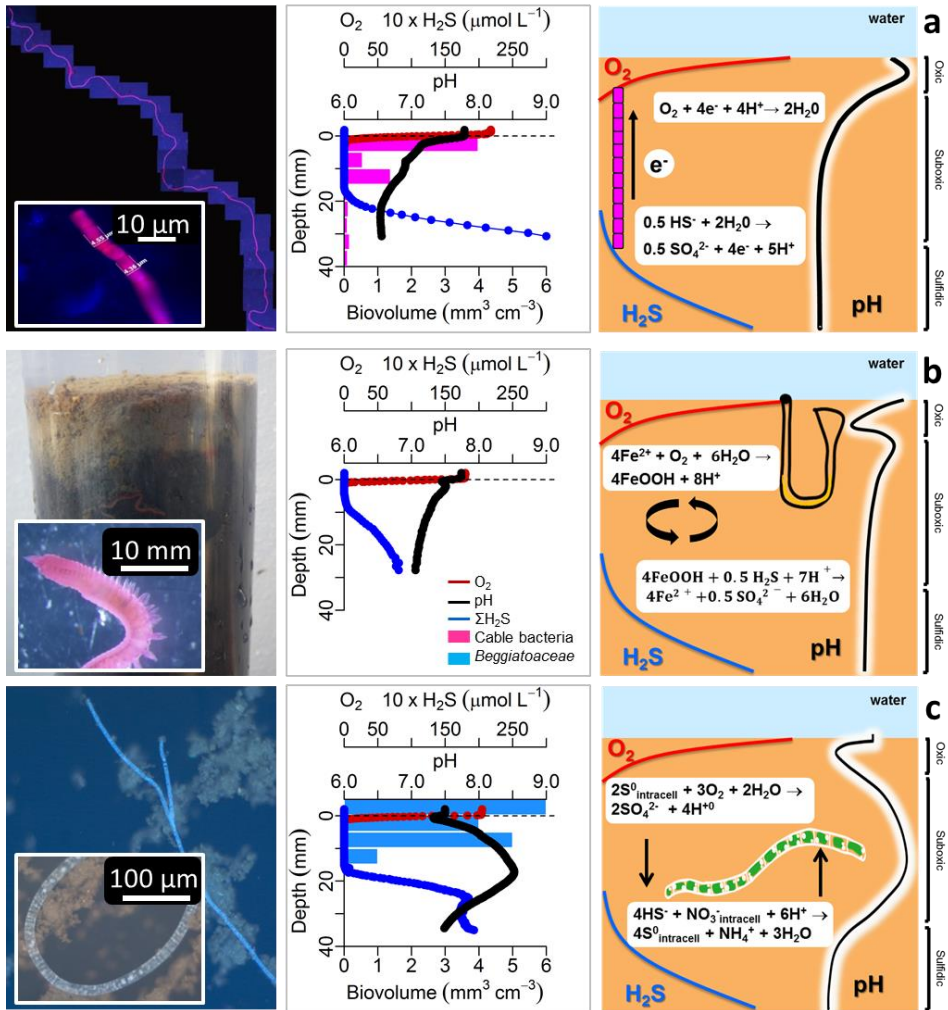 10 µm
4.55 µm
4.36 µm
O2 10 x H2S (µmol L−1)
0 50 150 250
pH
6.0 7.0 8.0 9.0
Depth (mm)
0
20
40
0 1 2 3 4 5 6
Biovolume (mm3 cm−3)
water
a
O2
O2 + 4e- + 4H+→ 2H20
e-
0.5 HS- + 2H20 →
0.5 SO42- + 4e- + 5H+
H2S
pH
Oxic
Suboxic
Sulfidic
10 mm
O2 10 x H2S (µmol L−1)
0 50 150 250
pH
6.0 7.0 8.0 9.0
Depth (mm)
0
20
40
O2
pH
ΣH2S
Cable bacteria
Beggiatoaceae
water
b
O2
4Fe2+ + O2 + 6H2O →
4FeOOH + 8H+
4FeOOH + 0.5 H2S + 7H+→
4Fe2+ +0.5 SO42− + 6H2O
H2S
pH
Oxic
Suboxic
Sulfidic
100 µm
O2 10 x H2S (µmol L−1)
0 50 150 250
pH
6.0 7.0 8.0 9.0
Depth (mm)
0
20
40
0 1 2 3 4 5 6
Biovolume (mm3 cm−3)
water
c
O2
2S0intracell + 3O2 + 2H2O →
2SO42- + 4H+0
4HS- + NO3-intracell + 6H+→
4S0intracell + NH4+ + 3H2O
H2S
pH
Oxic
Suboxic
Sulfidic